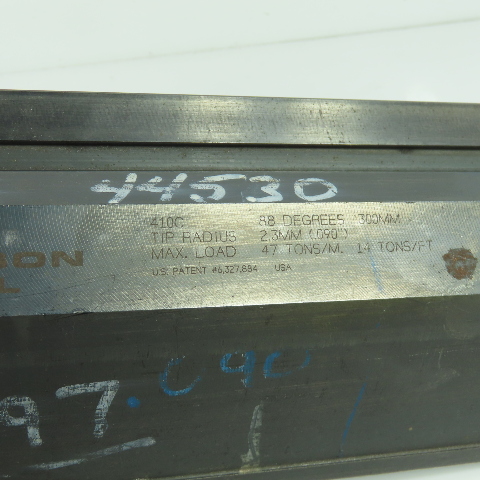 44530
410C 88 DEGREES 300MM
TIP RADIUS 2.3MM (.090")
MAX. LOAD 47 TONS/M. 14 TONS/FT
U.S. PATENT #6,327,884 USA
97 .090